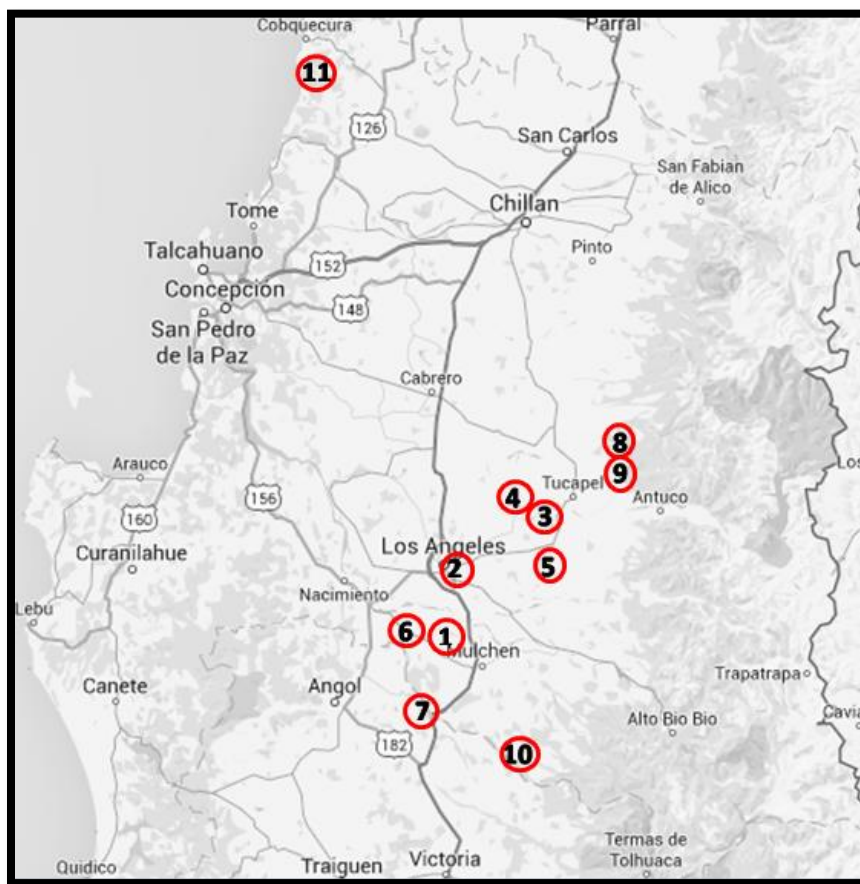 Cobquecura
Parral
11
126
San Carlos
San Fabian
de Alico
Chillan
Tome
Pinto
Talcahuano
152
Concepción
148
San Pedro
de la Paz
Cabrero
8
9
Arauco
4
Tucapel
Antuco
Los
156
160
3
Curanilahue
Los Angeles
2
5
Nacimiento
Lebu
6
1
Mulchen
Trapatrapa
Canete
Angol
7
Alto Bio Bio
Cavia
182
10
Termas de
Tolhuaca
Quidico
Traiguen
Victoria